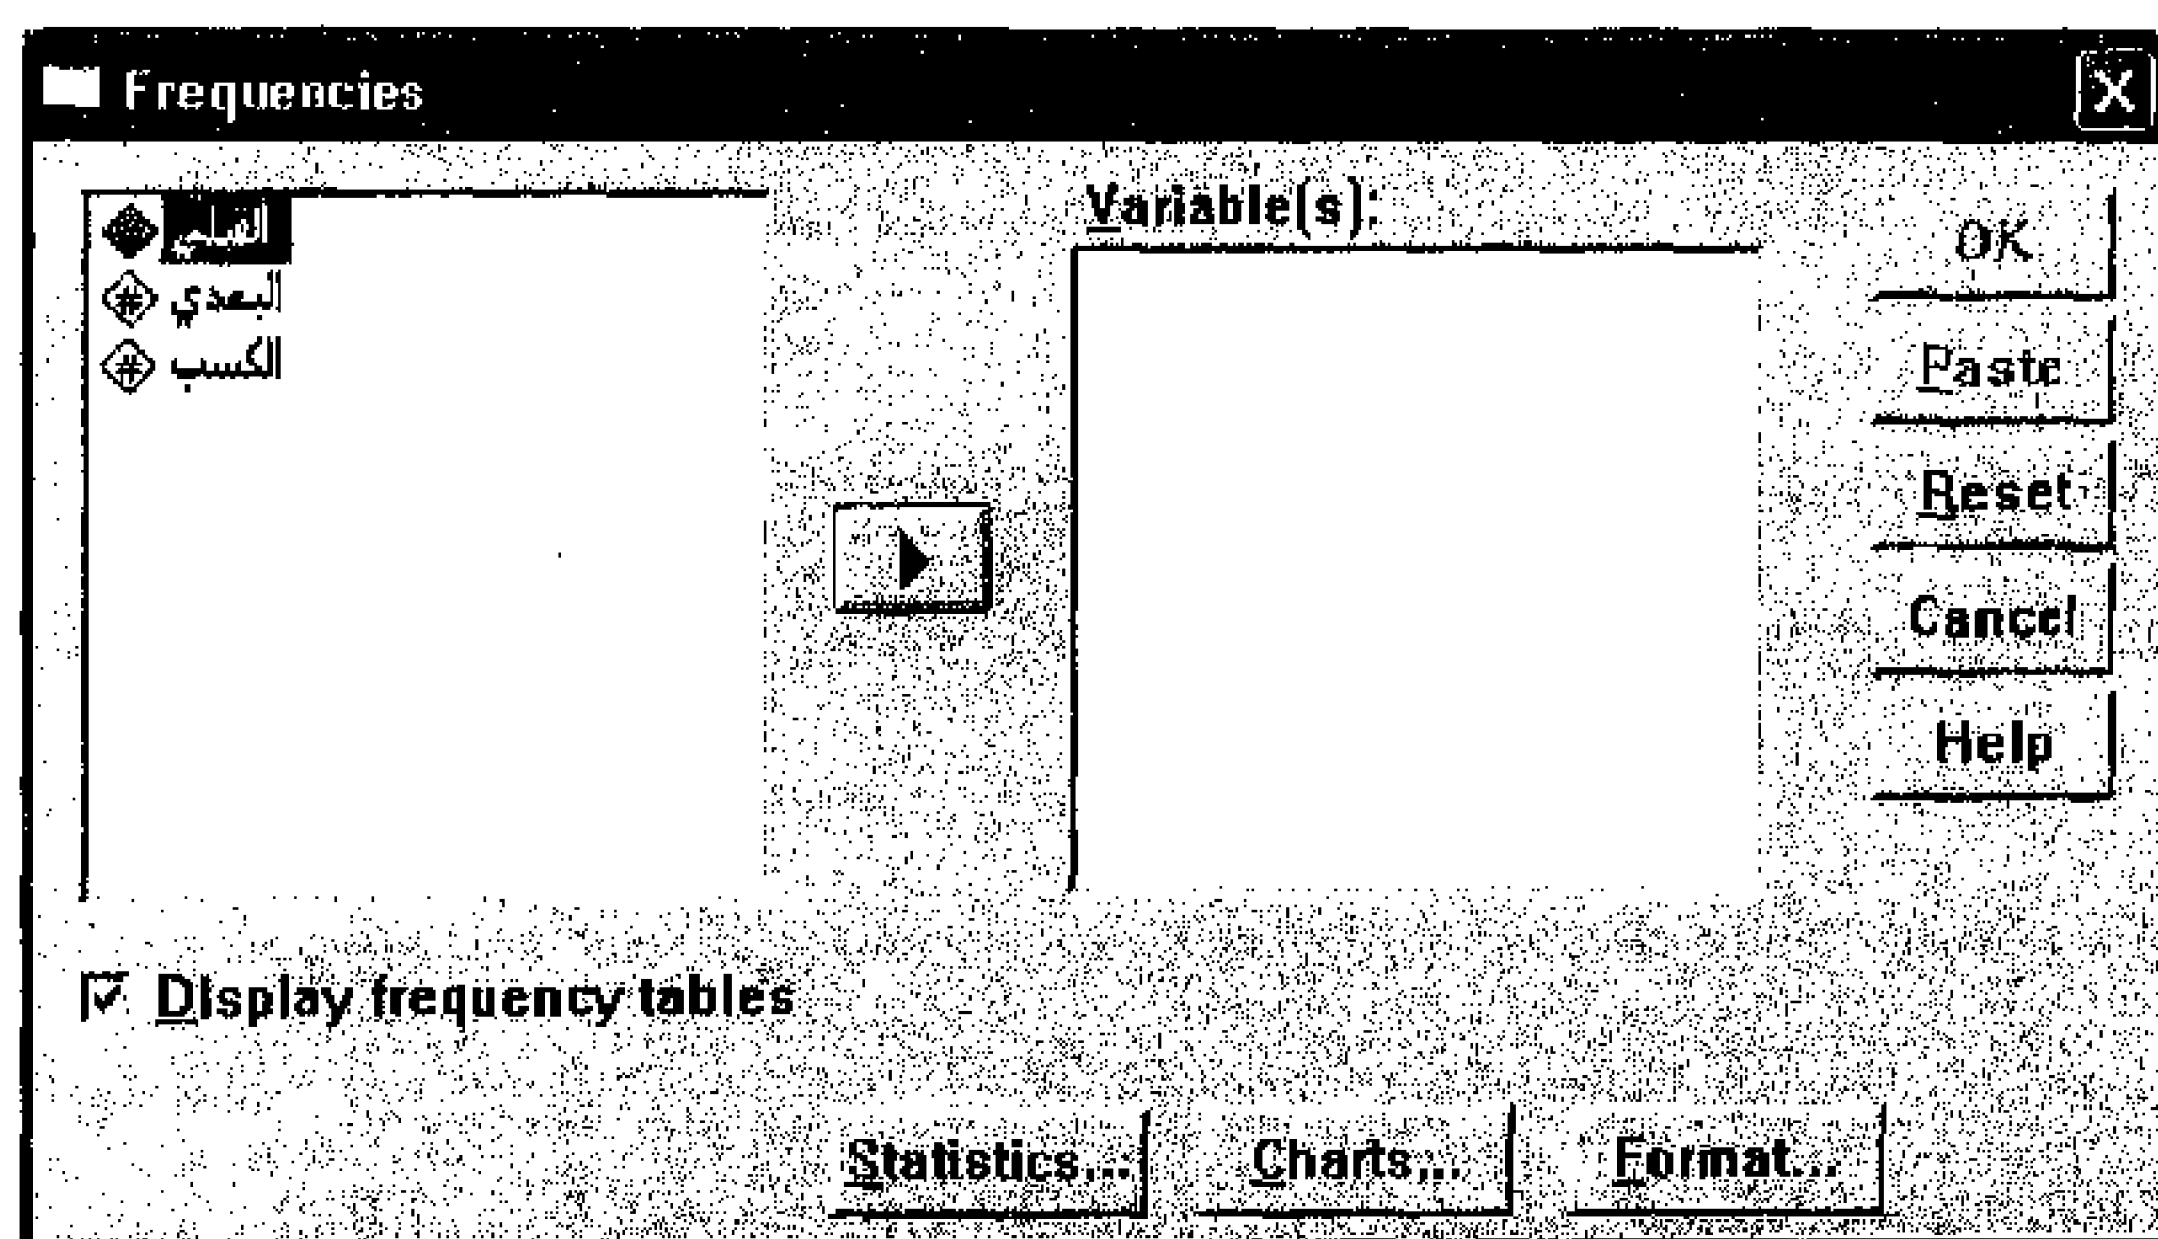 Frequencies
القبلي
البعدي
الكسب
Variable(s):
OK
Paste
Reset
Cancel
Help
Display frequency tables
Statistics...
Charts...
Format...